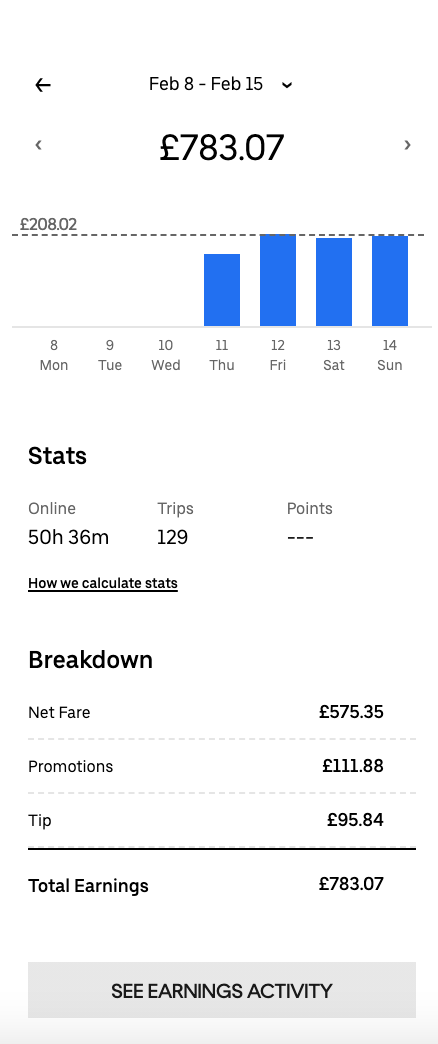 ← Feb 8 - Feb 15
‹ £783.07 ›
£208.02
8 9 10 11 12 13 14
Mon Tue Wed Thu Fri Sat Sun
Stats
Online Trips Points
50h 36m 129 ---
How we calculate stats
Breakdown
Net Fare £575.35
Promotions £111.88
Tip £95.84
Total Earnings £783.07
SEE EARNINGS ACTIVITY